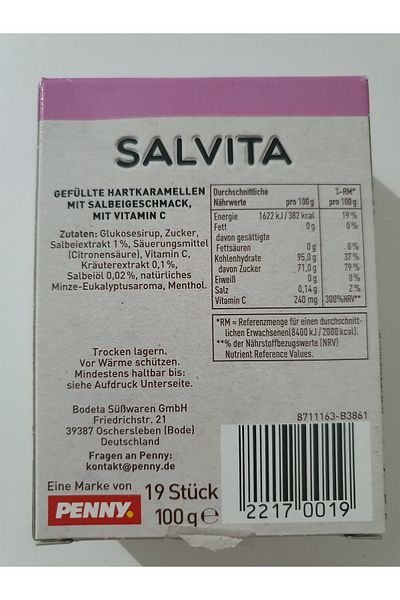 SALVITA
GEFÜLLTE HARTKARAMELLEN
MIT SALBEIGESCHMACK,
MIT VITAMIN C
Zutaten: Glukosesirup, Zucker,
Salbeiextrakt 1%, Säuerungsmittel
(Citronensäure), Vitamin C,
Kräuterextrakt 0,1%,
Salbeiöl 0,02%, natürliches
Minze-Eukalyptusaroma, Menthol.
Durchschnittliche %-RM*
Nährwerte pro 100 g pro 100 g
Energie 1622 kJ/382 kcal 19%
Fett 0g 0%
davon gesättigte
Fettsäuren 0g 0%
Kohlenhydrate 95,0g 37%
davon Zucker 71,0g 79%
Eiweiß 0g 0%
Salz 0,14g 2%
Vitamin C 240 mg 300%NRV**
*RM = Referenzmenge für einen durchschnitt-
lichen Erwachsenen(8400 kJ / 2000 kcal).
**% der Nährstoffbezugswerte (NRV)
Nutrient Reference Values.
Trocken lagern.
Vor Wärme schützen.
Mindestens haltbar bis:
siehe Aufdruck Unterseite.
Bodeta Süßwaren GmbH
Friedrichstr. 21
39387 Oschersleben (Bode)
Deutschland
Fragen an Penny:
kontakt@penny.de
8711163-B3861
Eine Marke von
PENNY.
19 Stück
100 g ℮
2217 0019